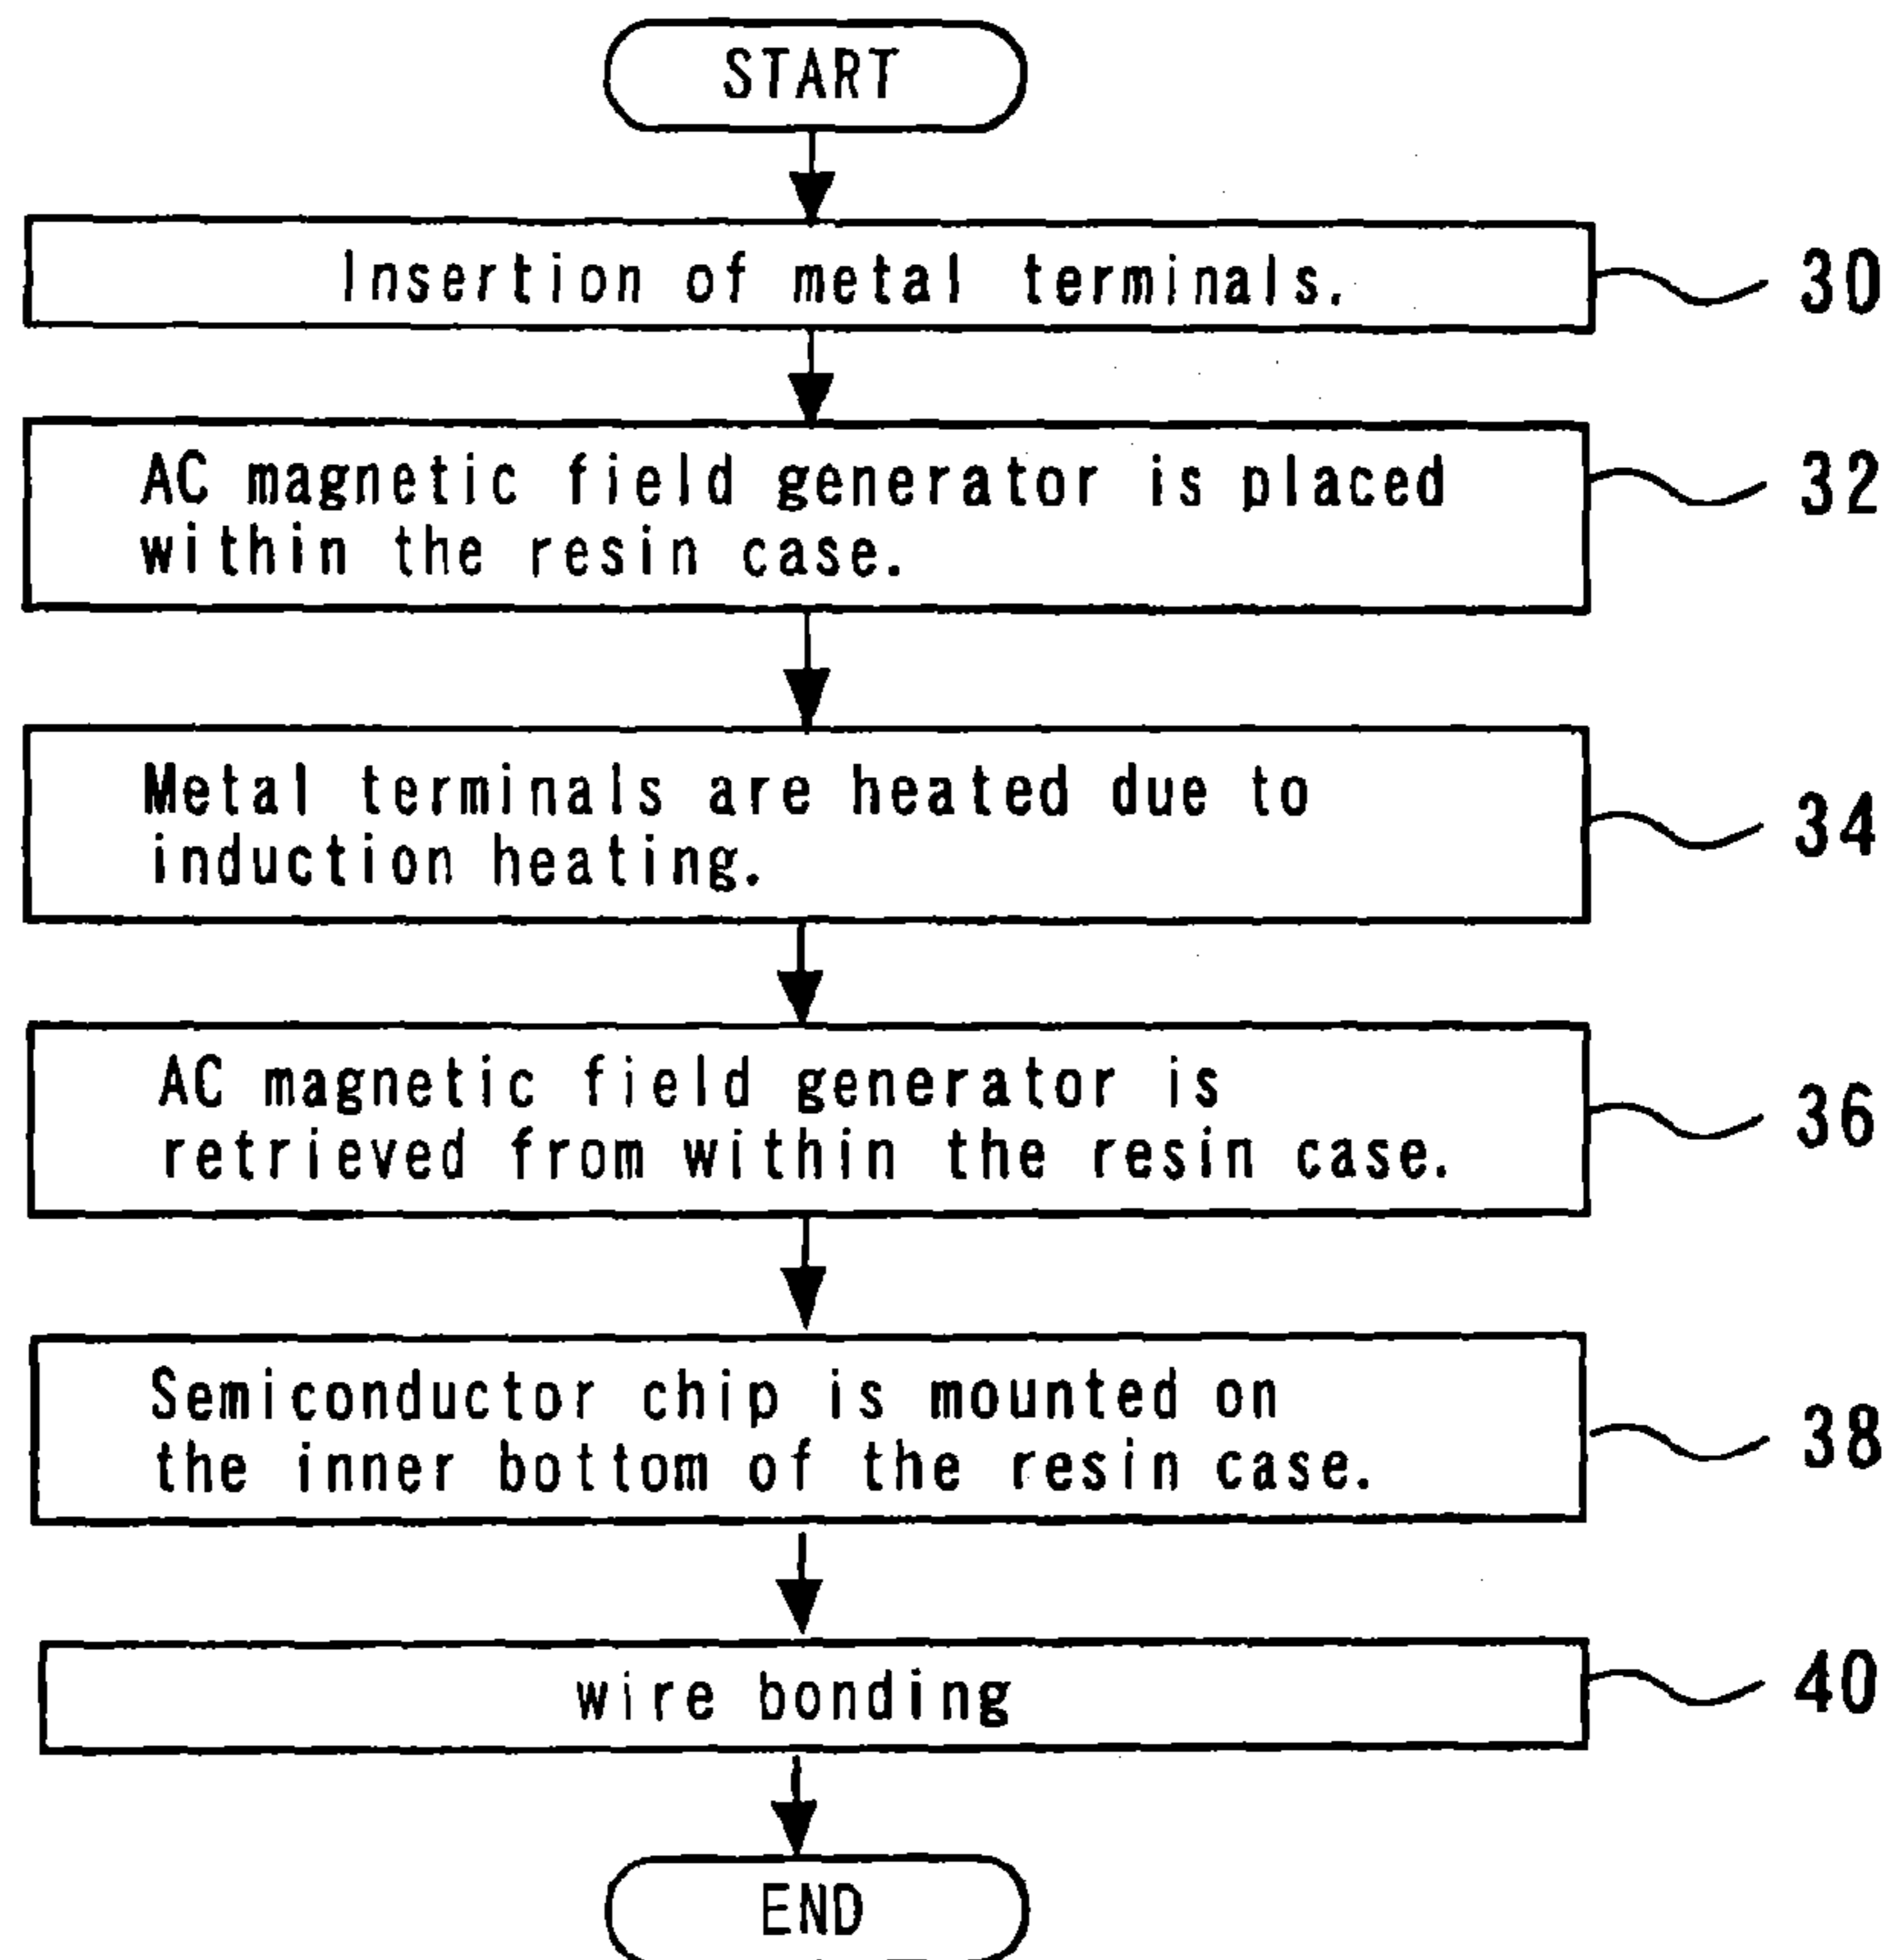 START
Insertion of metal terminals.
30
AC magnetic field generator is placed
within the resin case.
32
Metal terminals are heated due to
induction heating.
34
AC magnetic field generator is
retrieved from within the resin case.
36
Semiconductor chip is mounted on
the inner bottom of the resin case.
38
wire bonding
40
END